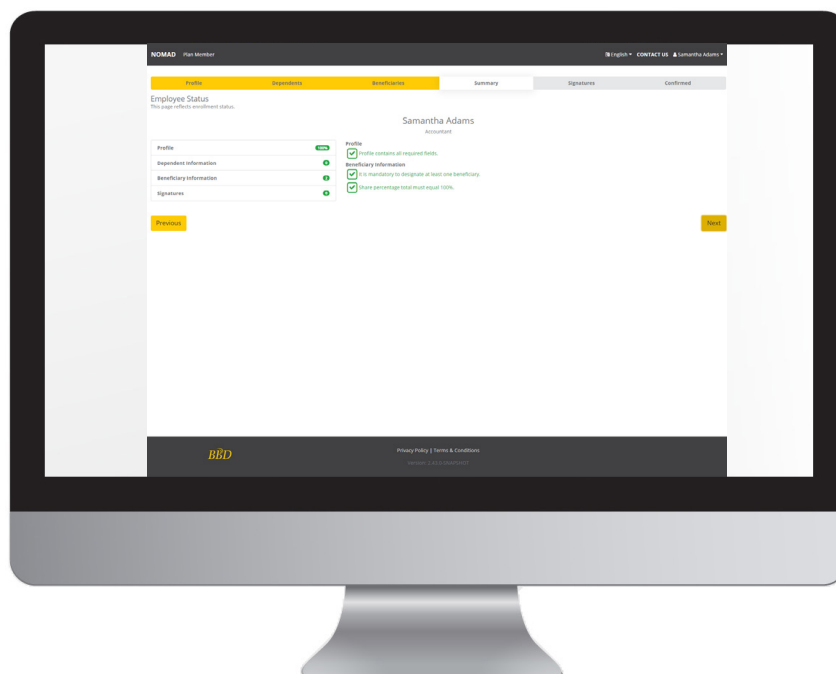 NOMAD Plan Member
English CONTACT US Samantha Adams
Profile Dependents Beneficiaries Summary Signatures Confirmed
Employee Status
This page reflects enrollment status.
Samantha Adams
Accountant
Profile 100%
Dependent Information
Beneficiary Information
Signatures
Profile
Profile contains all required fields.
Beneficiary Information
It is mandatory to designate at least one beneficiary.
Share percentage total must equal 100%.
Previous
Next
BBD
Privacy Policy | Terms & Conditions